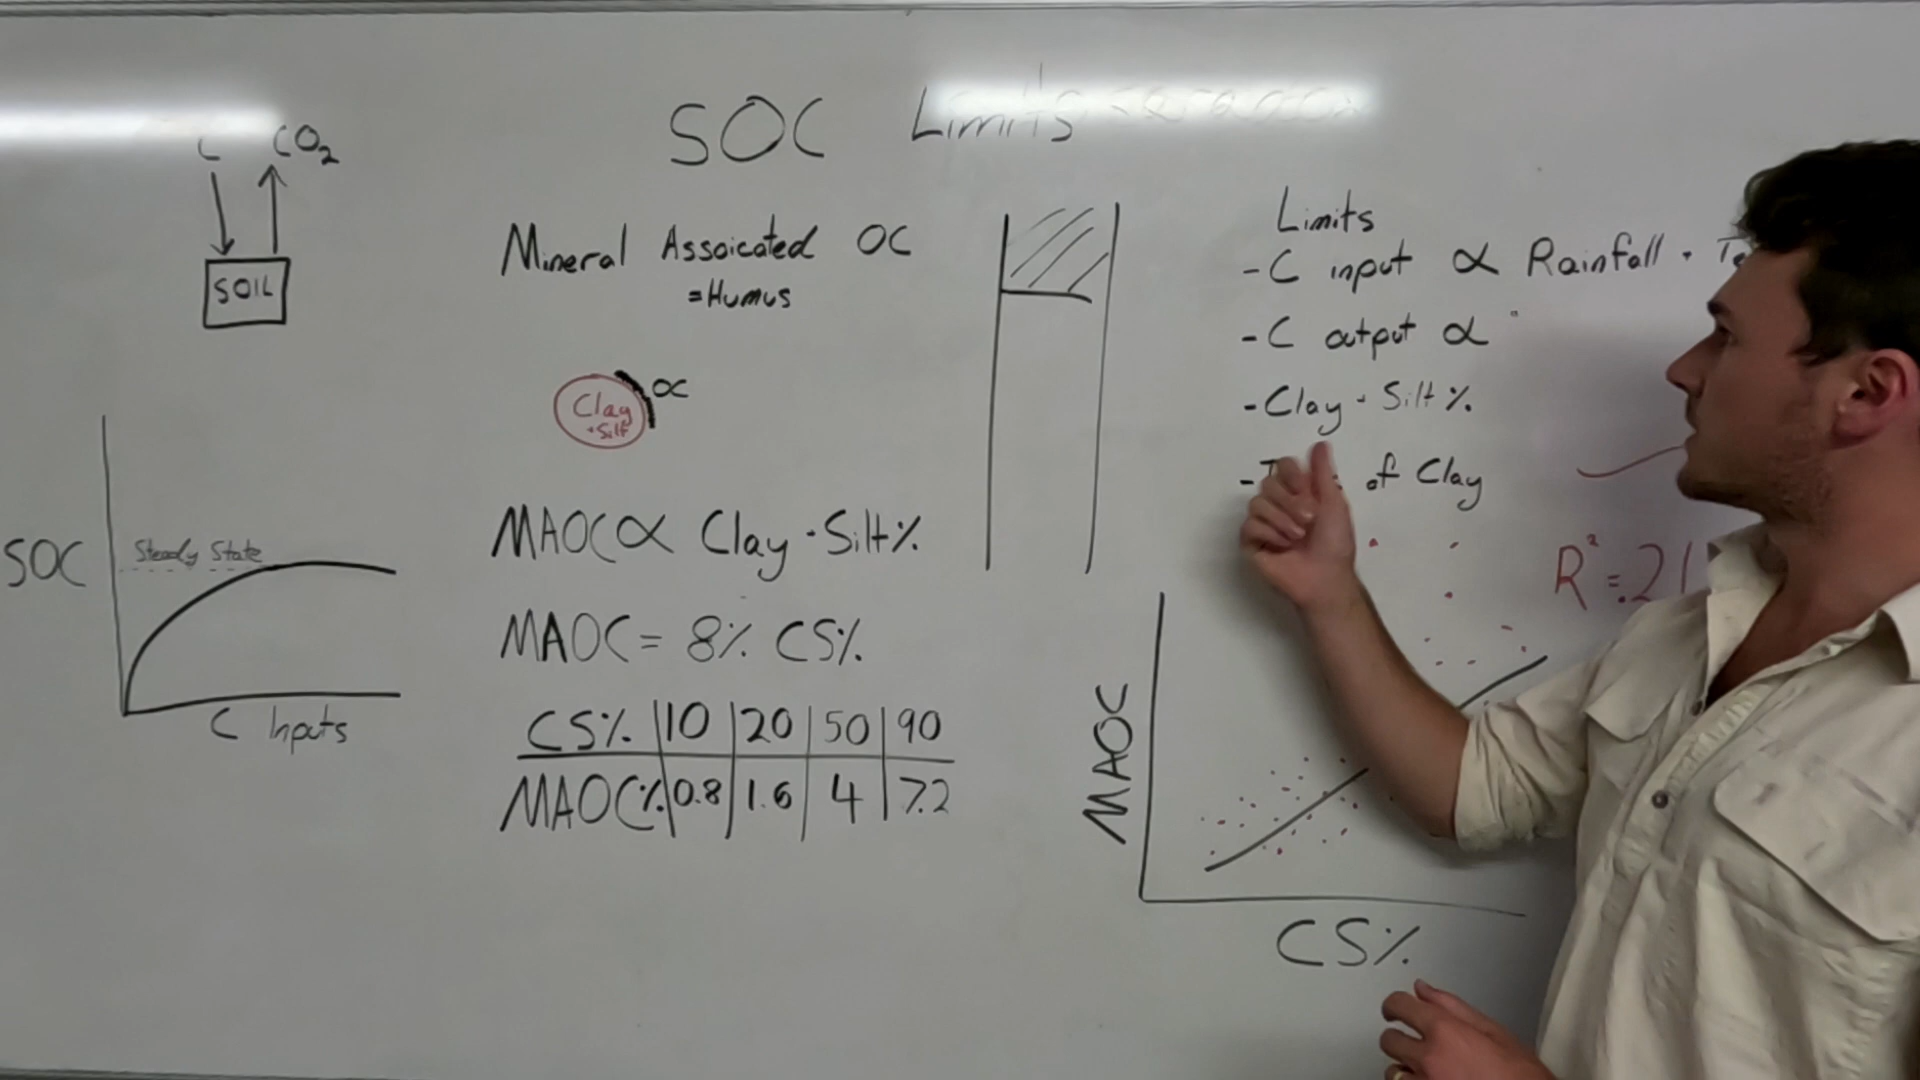 SOC Limits
C CO₂
SOIL
SOC
Steady State
C Inputs
Mineral Assoicated OC
=Humus
Clay
+Silt
OC
MAOC ∝ Clay + Silt%
MAOC = 8% CS%
CS% | 10 | 20 | 50 | 90
MAOC% | 0.8 | 1.6 | 4 | 7.2
Limits
- C input ∝ Rainfall +
- C output ∝
- Clay + Silt %
- of Clay
R² = .21
MAOC
CS%